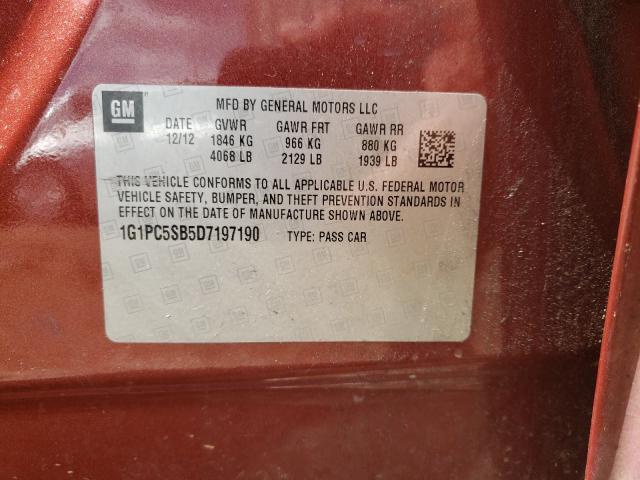 GM
MFD BY GENERAL MOTORS LLC
DATE GVWR GAWR FRT GAWR RR
12/12 1846 KG 966 KG 880 KG
4068 LB 2129 LB 1939 LB
THIS VEHICLE CONFORMS TO ALL APPLICABLE U.S. FEDERAL MOTOR
VEHICLE SAFETY, BUMPER, AND THEFT PREVENTION STANDARDS IN
EFFECT ON THE DATE OF MANUFACTURE SHOWN ABOVE.
1G1PC5SB5D7197190 TYPE: PASS CAR